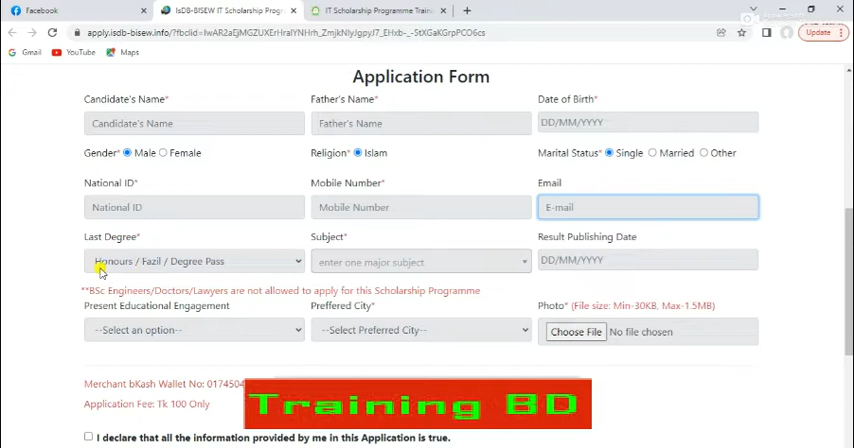 Facebook
IsDB-BISEW IT Scholarship Progr
IT Scholarship Programme Traini
apply.isdb-bisew.info/?fbclid=
Update
Gmail YouTube Maps
Application Form
Candidate's Name* Father's Name* Date of Birth*
Candidate's Name Father's Name DD/MM/YYYY
Gender* Male Female Religion* Islam Marital Status* Single Married Other
National ID* Mobile Number* Email
National ID Mobile Number E-mail
Last Degree* Subject* Result Publishing Date
Honours / Fazil / Degree Pass enter one major subject DD/MM/YYYY
**BSc Engineers/Doctors/Lawyers are not allowed to apply for this Scholarship Programme
Present Educational Engagement Preffered City* Photo* (File size: Min-30KB, Max-1.5MB)
--Select an option-- --Select Preferred City-- Choose File No file chosen
Merchant bKash Wallet No: 0174504
Application Fee: Tk 100 Only
Training BD
I declare that all the information provided by me in this Application is true.